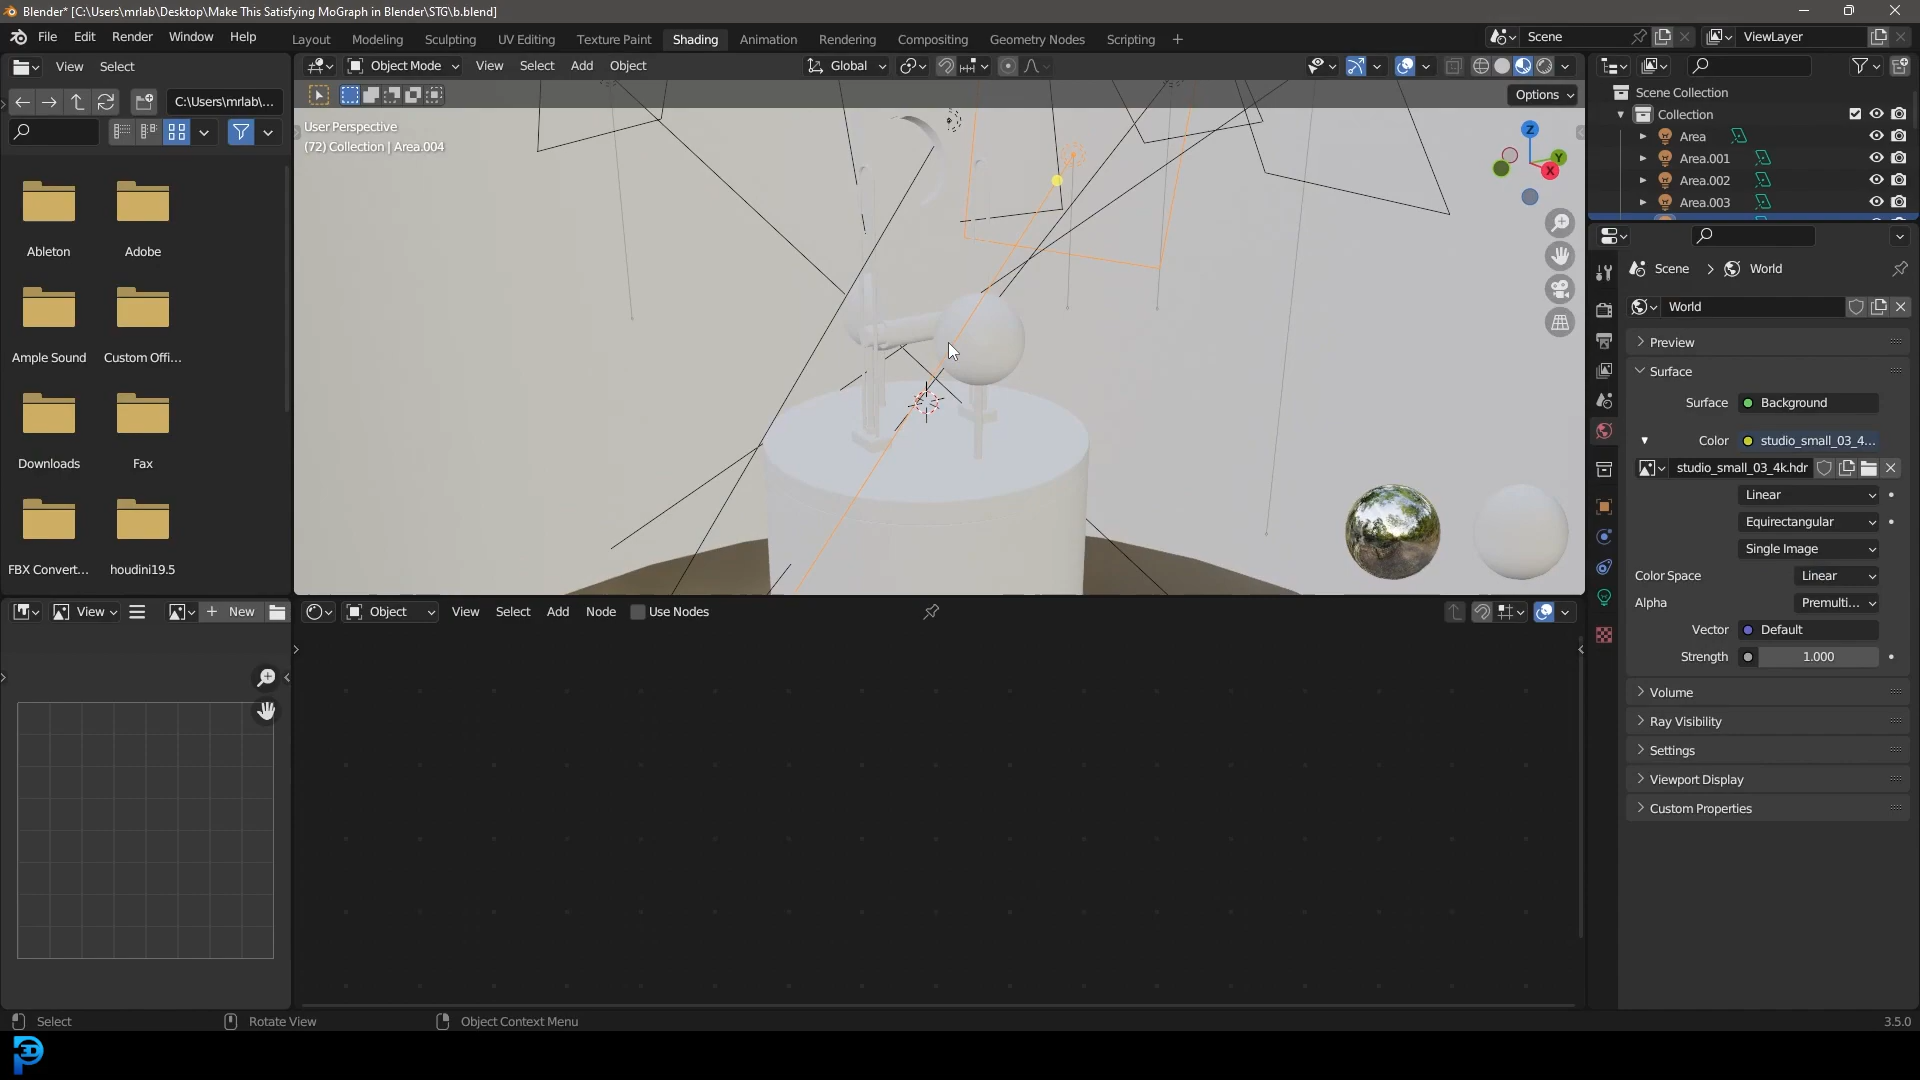 Blender* [C:\Users\mrlab\Desktop\Make This Satisfying MoGraph in Blender\STG\b.blend]
File Edit Render Window Help
Layout Modeling Sculpting UV Editing Texture Paint Shading Animation Rendering Compositing Geometry Nodes Scripting +
Scene
ViewLayer
View Select
Object Mode View Select Add Object
Global
C:\Users\mrlab\...
Options
User Perspective
(72) Collection | Area.004
Z
Y
X
Ableton
Adobe
Ample Sound
Custom Offi...
Downloads
Fax
FBX Convert...
houdini19.5
Scene Collection
Collection
Area
Area.001
Area.002
Area.003
Scene > World
World
Preview
Surface
Surface Background
Color studio_small_03_4...
studio_small_03_4k.hdr
Linear
Equirectangular
Single Image
Color Space Linear
Alpha Premulti...
Vector Default
Strength 1.000
Volume
Ray Visibility
Settings
Viewport Display
Custom Properties
View + New
Object View Select Add Node Use Nodes
Select
Rotate View
Object Context Menu
3.5.0